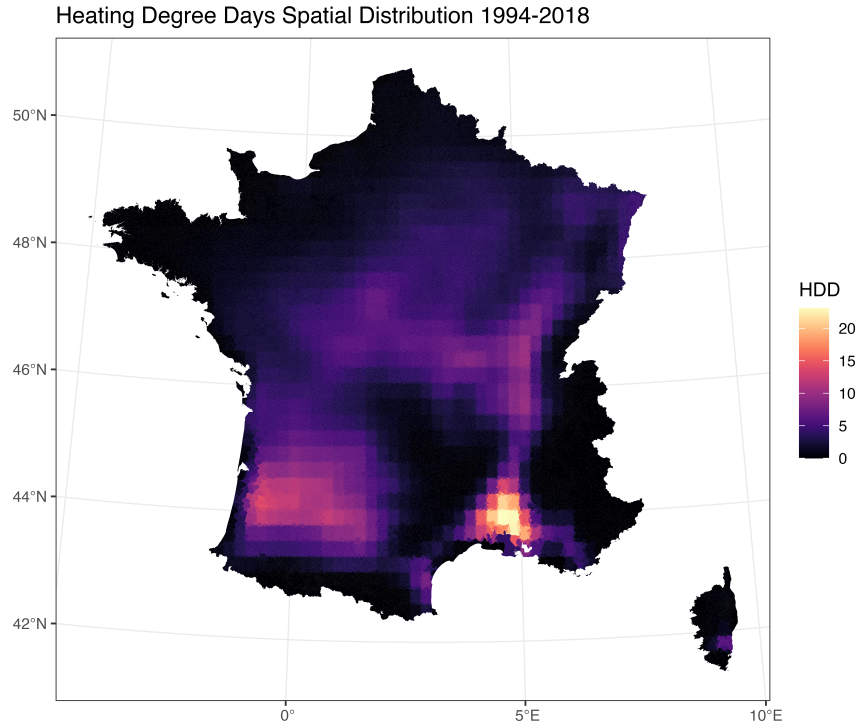 Heating Degree Days Spatial Distribution 1994-2018
50°N
48°N
46°N
44°N
42°N
0°
5°E
10°E
HDD
20
15
10
5
0